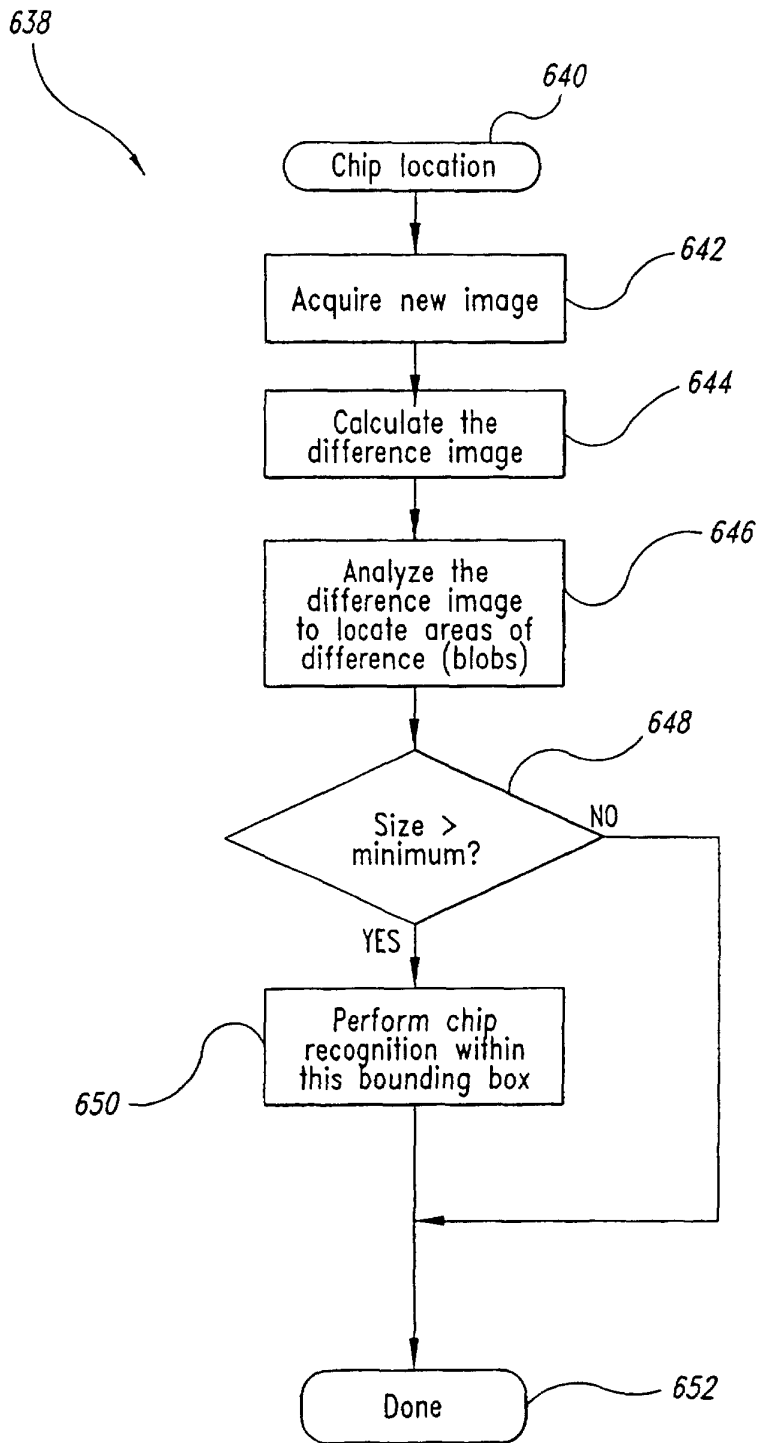 638
640
Chip location
642
Acquire new image
644
Calculate the
difference image
646
Analyze the
difference image
to locate areas of
difference (blobs)
648
Size >
minimum?
NO
YES
Perform chip
recognition within
this bounding box
650
Done
652